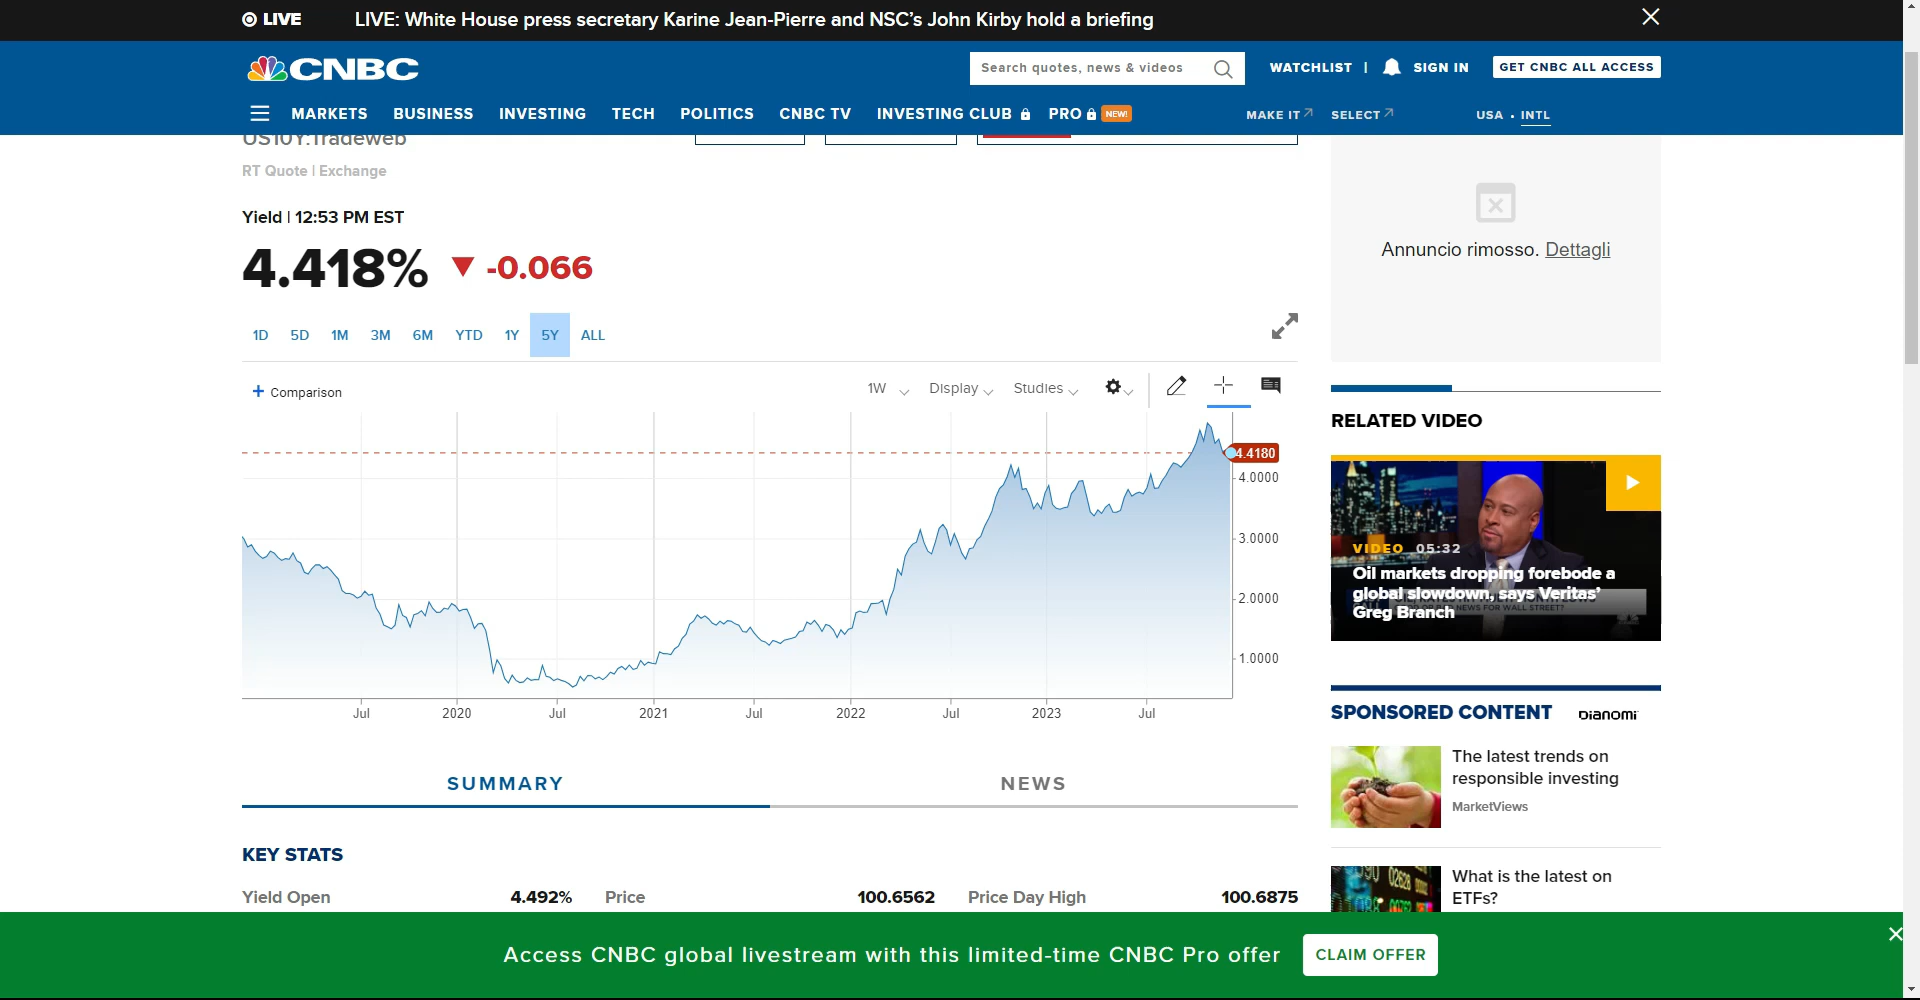 LIVE
LIVE: White House press secretary Karine Jean-Pierre and NSC’s John Kirby hold a briefing
CNBC
Search quotes, news & videos
WATCHLIST |
SIGN IN
GET CNBC ALL ACCESS
MARKETS
BUSINESS
INVESTING
TECH
POLITICS
CNBC TV
INVESTING CLUB
PRO
NEW!
MAKE IT
SELECT
USA • INTL
US10Y:Tradeweb
RT Quote | Exchange
Yield | 12:53 PM EST
4.418% ▼ -0.066
1D 5D 1M 3M 6M YTD 1Y 5Y ALL
+ Comparison
1W
Display
Studies
4.4180
4.0000
3.0000
2.0000
1.0000
Jul 2020 Jul 2021 Jul 2022 Jul 2023 Jul
SUMMARY
NEWS
KEY STATS
Yield Open 4.492%
Price 100.6562
Price Day High 100.6875
Annuncio rimosso. Dettagli
RELATED VIDEO
VIDEO 05:32
Oil markets dropping forebode a
global slowdown, says Veritas’
Greg Branch
NEWS FOR WALL STREET?
SPONSORED CONTENT
DIANOMI
The latest trends on
responsible investing
MarketViews
What is the latest on
ETFs?
Access CNBC global livestream with this limited-time CNBC Pro offer
CLAIM OFFER